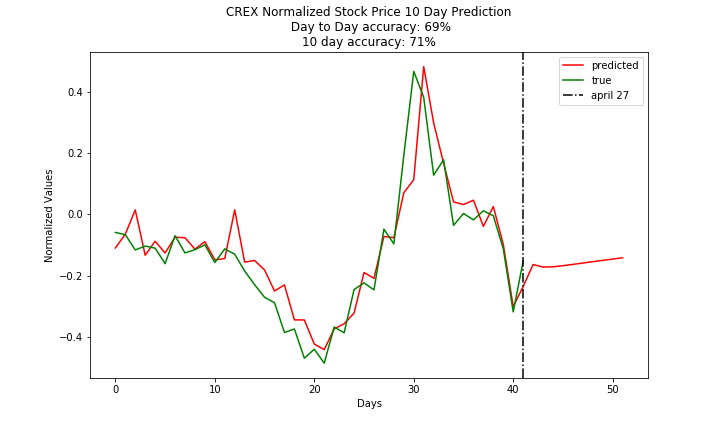 CREX Normalized Stock Price 10 Day Prediction
Day to Day accuracy: 69%
10 day accuracy: 71%
predicted
true
april 27
Normalized Values
0.4
0.2
0.0
−0.2
−0.4
0 10 20 30 40 50
Days